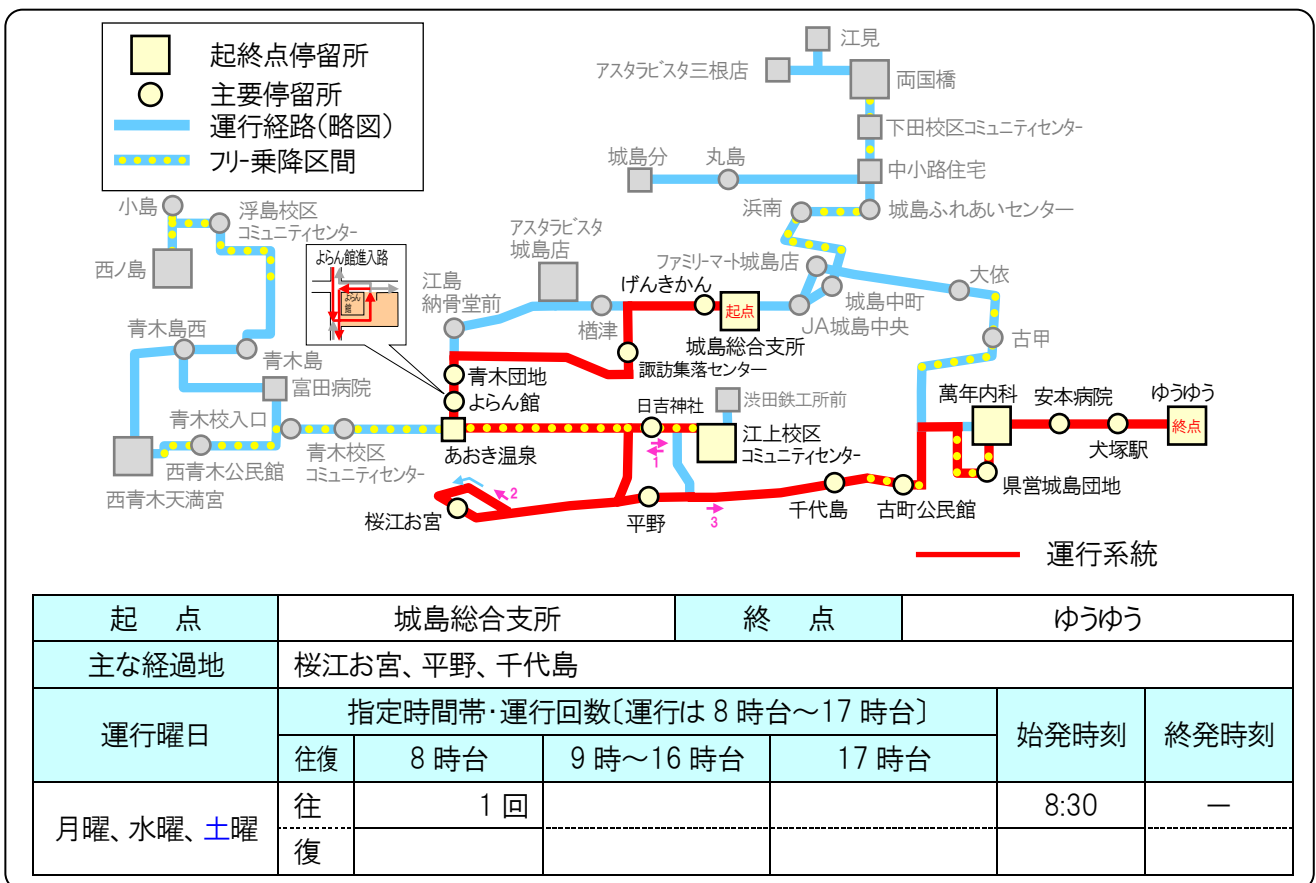 起終点停留所
主要停留所
運行経路(略図)
フリー乗降区間
江見
アスタラビスタ三根店
両国橋
下田校区コミュニティセンター
城島分
丸島
中小路住宅
浜南
城島ふれあいセンター
小島
浮島校区
コミュニティセンター
西ノ島
よらん館進入路
よらん
館
アスタラビスタ
城島店
江島
納骨堂前
げんきかん
ファミリーマート城島店
大依
起点
城島中町
楢津
JA城島中央
城島総合支所
古甲
青木島西
青木島
諏訪集落センター
富田病院
青木団地
よらん館
日吉神社
渋田鉄工所前
萬年内科
安本病院
ゆうゆう
青木校入口
終点
西青木公民館
青木校区
コミュニティセンター
あおき温泉
江上校区
コミュニティセンター
犬塚駅
西青木天満宮
1
2
3
桜江お宮
平野
千代島
古町公民館
県営城島団地
運行系統
起 点 城島総合支所 終 点 ゆうゆう
主な経過地 桜江お宮、平野、千代島
運行曜日 指定時間帯・運行回数〔運行は 8 時台～17 時台〕 始発時刻 終発時刻
往復 8 時台 9 時～16 時台 17 時台
月曜、水曜、土曜 往 1 回 8:30 ―
復